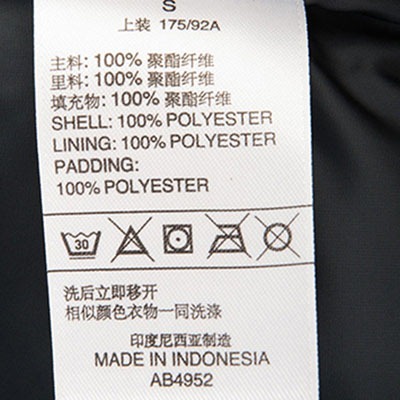 S
上装 175/92A
主料: 100% 聚酯纤维
里料: 100% 聚酯纤维
填充物: 100% 聚酯纤维
SHELL: 100% POLYESTER
LINING: 100% POLYESTER
PADDING:
100% POLYESTER
30
洗后立即移开
相似颜色衣物一同洗涤
印度尼西亚制造
MADE IN INDONESIA
AB4952